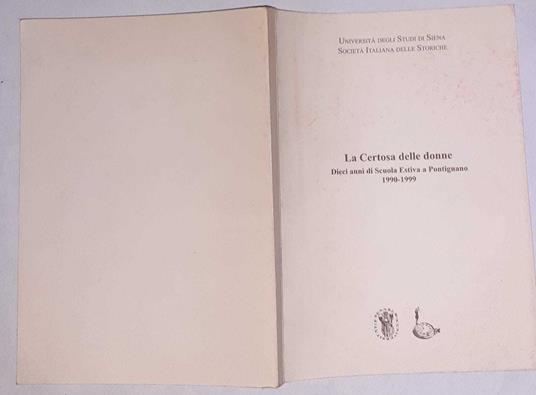 UNIVERSITÀ DEGLI STUDI DI SIENA
SOCIETÀ ITALIANA DELLE STORICHE
La Certosa delle donne
Dieci anni di Scuola Estiva a Pontignano
1990-1999